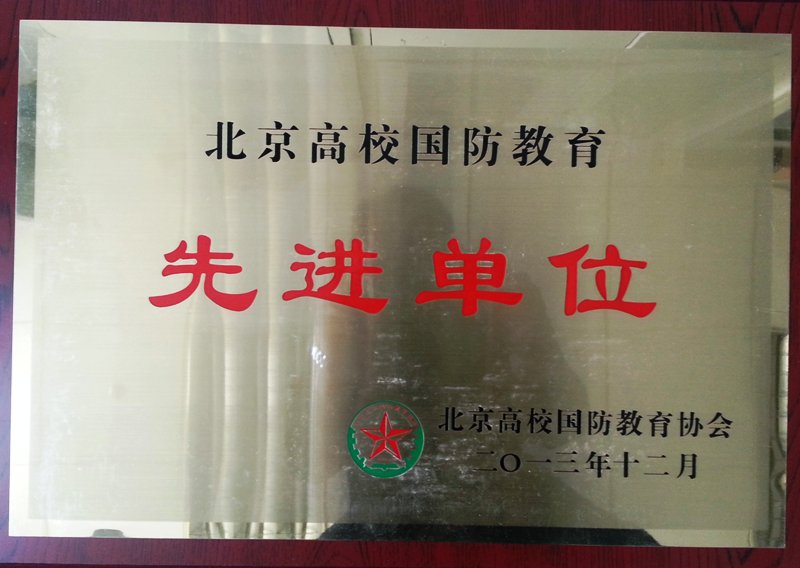 北京高校国防教育
先进单位
北京高校国防教育协会
二〇一三年十二月